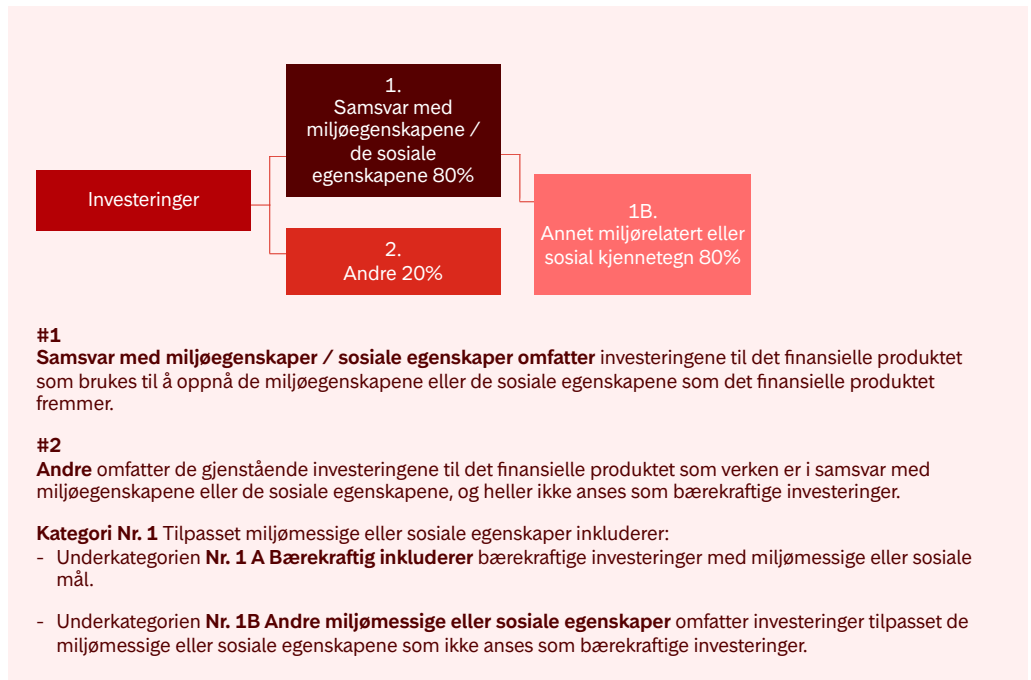 1.
Samsvar med
miljøegenskapene /
de sosiale
egenskapene 80%
Investeringer
1B.
Annet miljørelatert eller
sosial kjennetegn 80%
2.
Andre 20%
#1
Samsvar med miljøegenskaper / sosiale egenskaper omfatter investeringene til det finansielle produktet
som brukes til å oppnå de miljøegenskapene eller de sosiale egenskapene som det finansielle produktet
fremmer.
#2
Andre omfatter de gjenstående investeringene til det finansielle produktet som verken er i samsvar med
miljøegenskapene eller de sosiale egenskapene, og heller ikke anses som bærekraftige investeringer.
Kategori Nr. 1 Tilpasset miljømessige eller sosiale egenskaper inkluderer:
- Underkategorien Nr. 1 A Bærekraftig inkluderer bærekraftige investeringer med miljømessige eller sosiale
mål.
- Underkategorien Nr. 1B Andre miljømessige eller sosiale egenskaper omfatter investeringer tilpasset de
miljømessige eller sosiale egenskapene som ikke anses som bærekraftige investeringer.